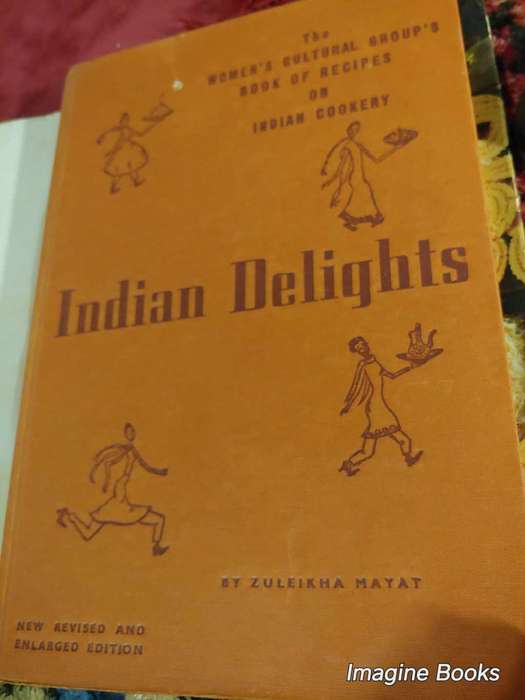 The
WOMEN'S CULTURAL GROUP'S
BOOK OF RECIPES
ON
INDIAN COOKERY
Indian Delights
BY ZULEIKHA MAYAT
NEW REVISED AND
ENLARGED EDITION
Imagine Books